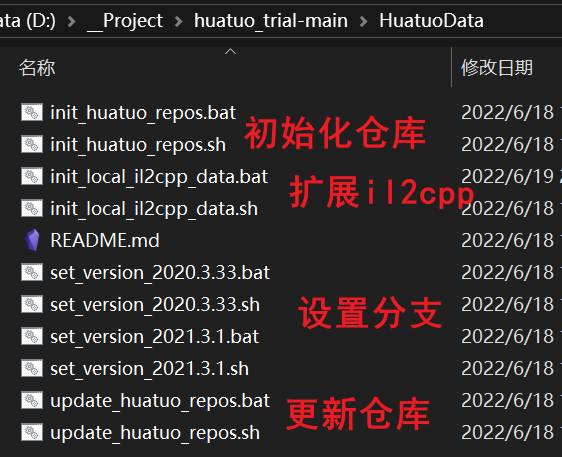 ata (D:) > __Project > huatuo_trial-main > HuatuoData
名称 修改日期
init_huatuo_repos.bat 2022/6/18
init_huatuo_repos.sh 初始化仓库 2022/6/18
init_local_il2cpp_data.bat 2022/6/19 2
init_local_il2cpp_data.sh 扩展il2cpp 2022/6/18
README.md 2022/6/18
set_version_2020.3.33.bat 2022/6/18
set_version_2020.3.33.sh 设置分支 2022/6/18
set_version_2021.3.1.bat 2022/6/18
set_version_2021.3.1.sh 2022/6/18
update_huatuo_repos.bat 更新仓库 2022/6/18
update_huatuo_repos.sh 2022/6/18